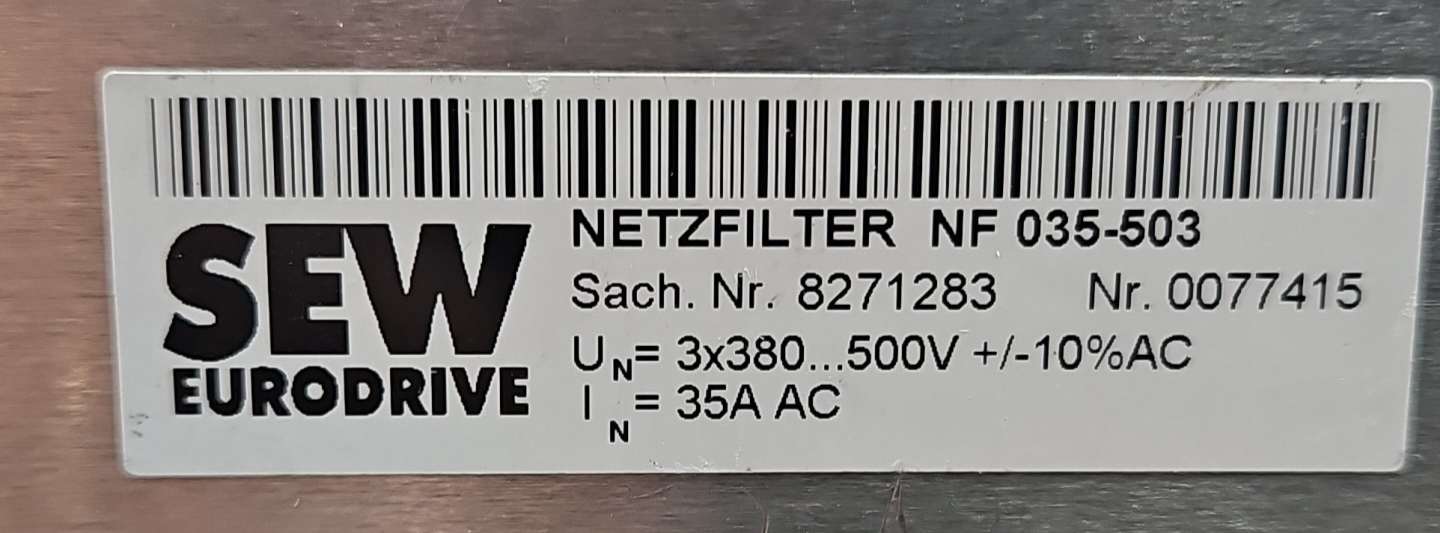 SEW
EURODRIVE
NETZFILTER NF 035-503
Sach. Nr. 8271283 Nr. 0077415
UN= 3x380...500V +/-10%AC
IN= 35A AC